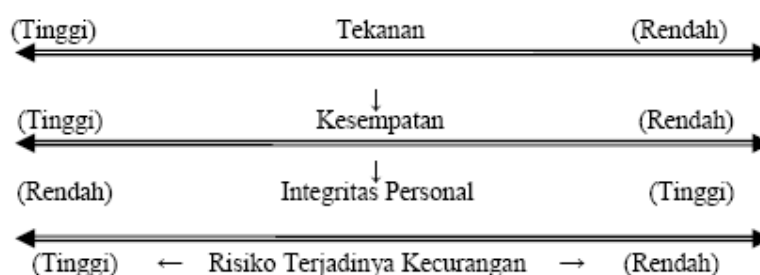 (Tinggi) Tekanan (Rendah)
↓
(Tinggi) Kesempatan (Rendah)
↓
(Rendah) Integritas Personal (Tinggi)
(Tinggi) ← Risiko Terjadinya Kecurangan → (Rendah)